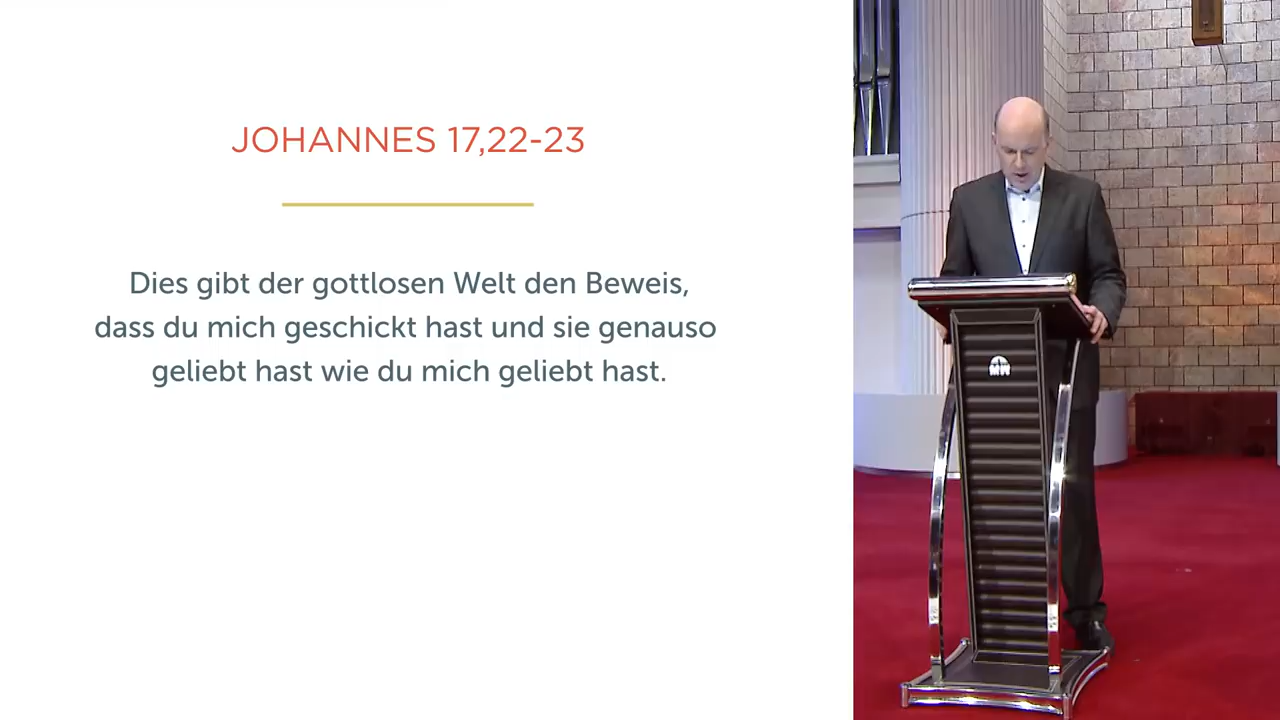 JOHANNES 17,22-23
Dies gibt der gottlosen Welt den Beweis,
dass du mich geschickt hast und sie genauso
geliebt hast wie du mich geliebt hast.
MW